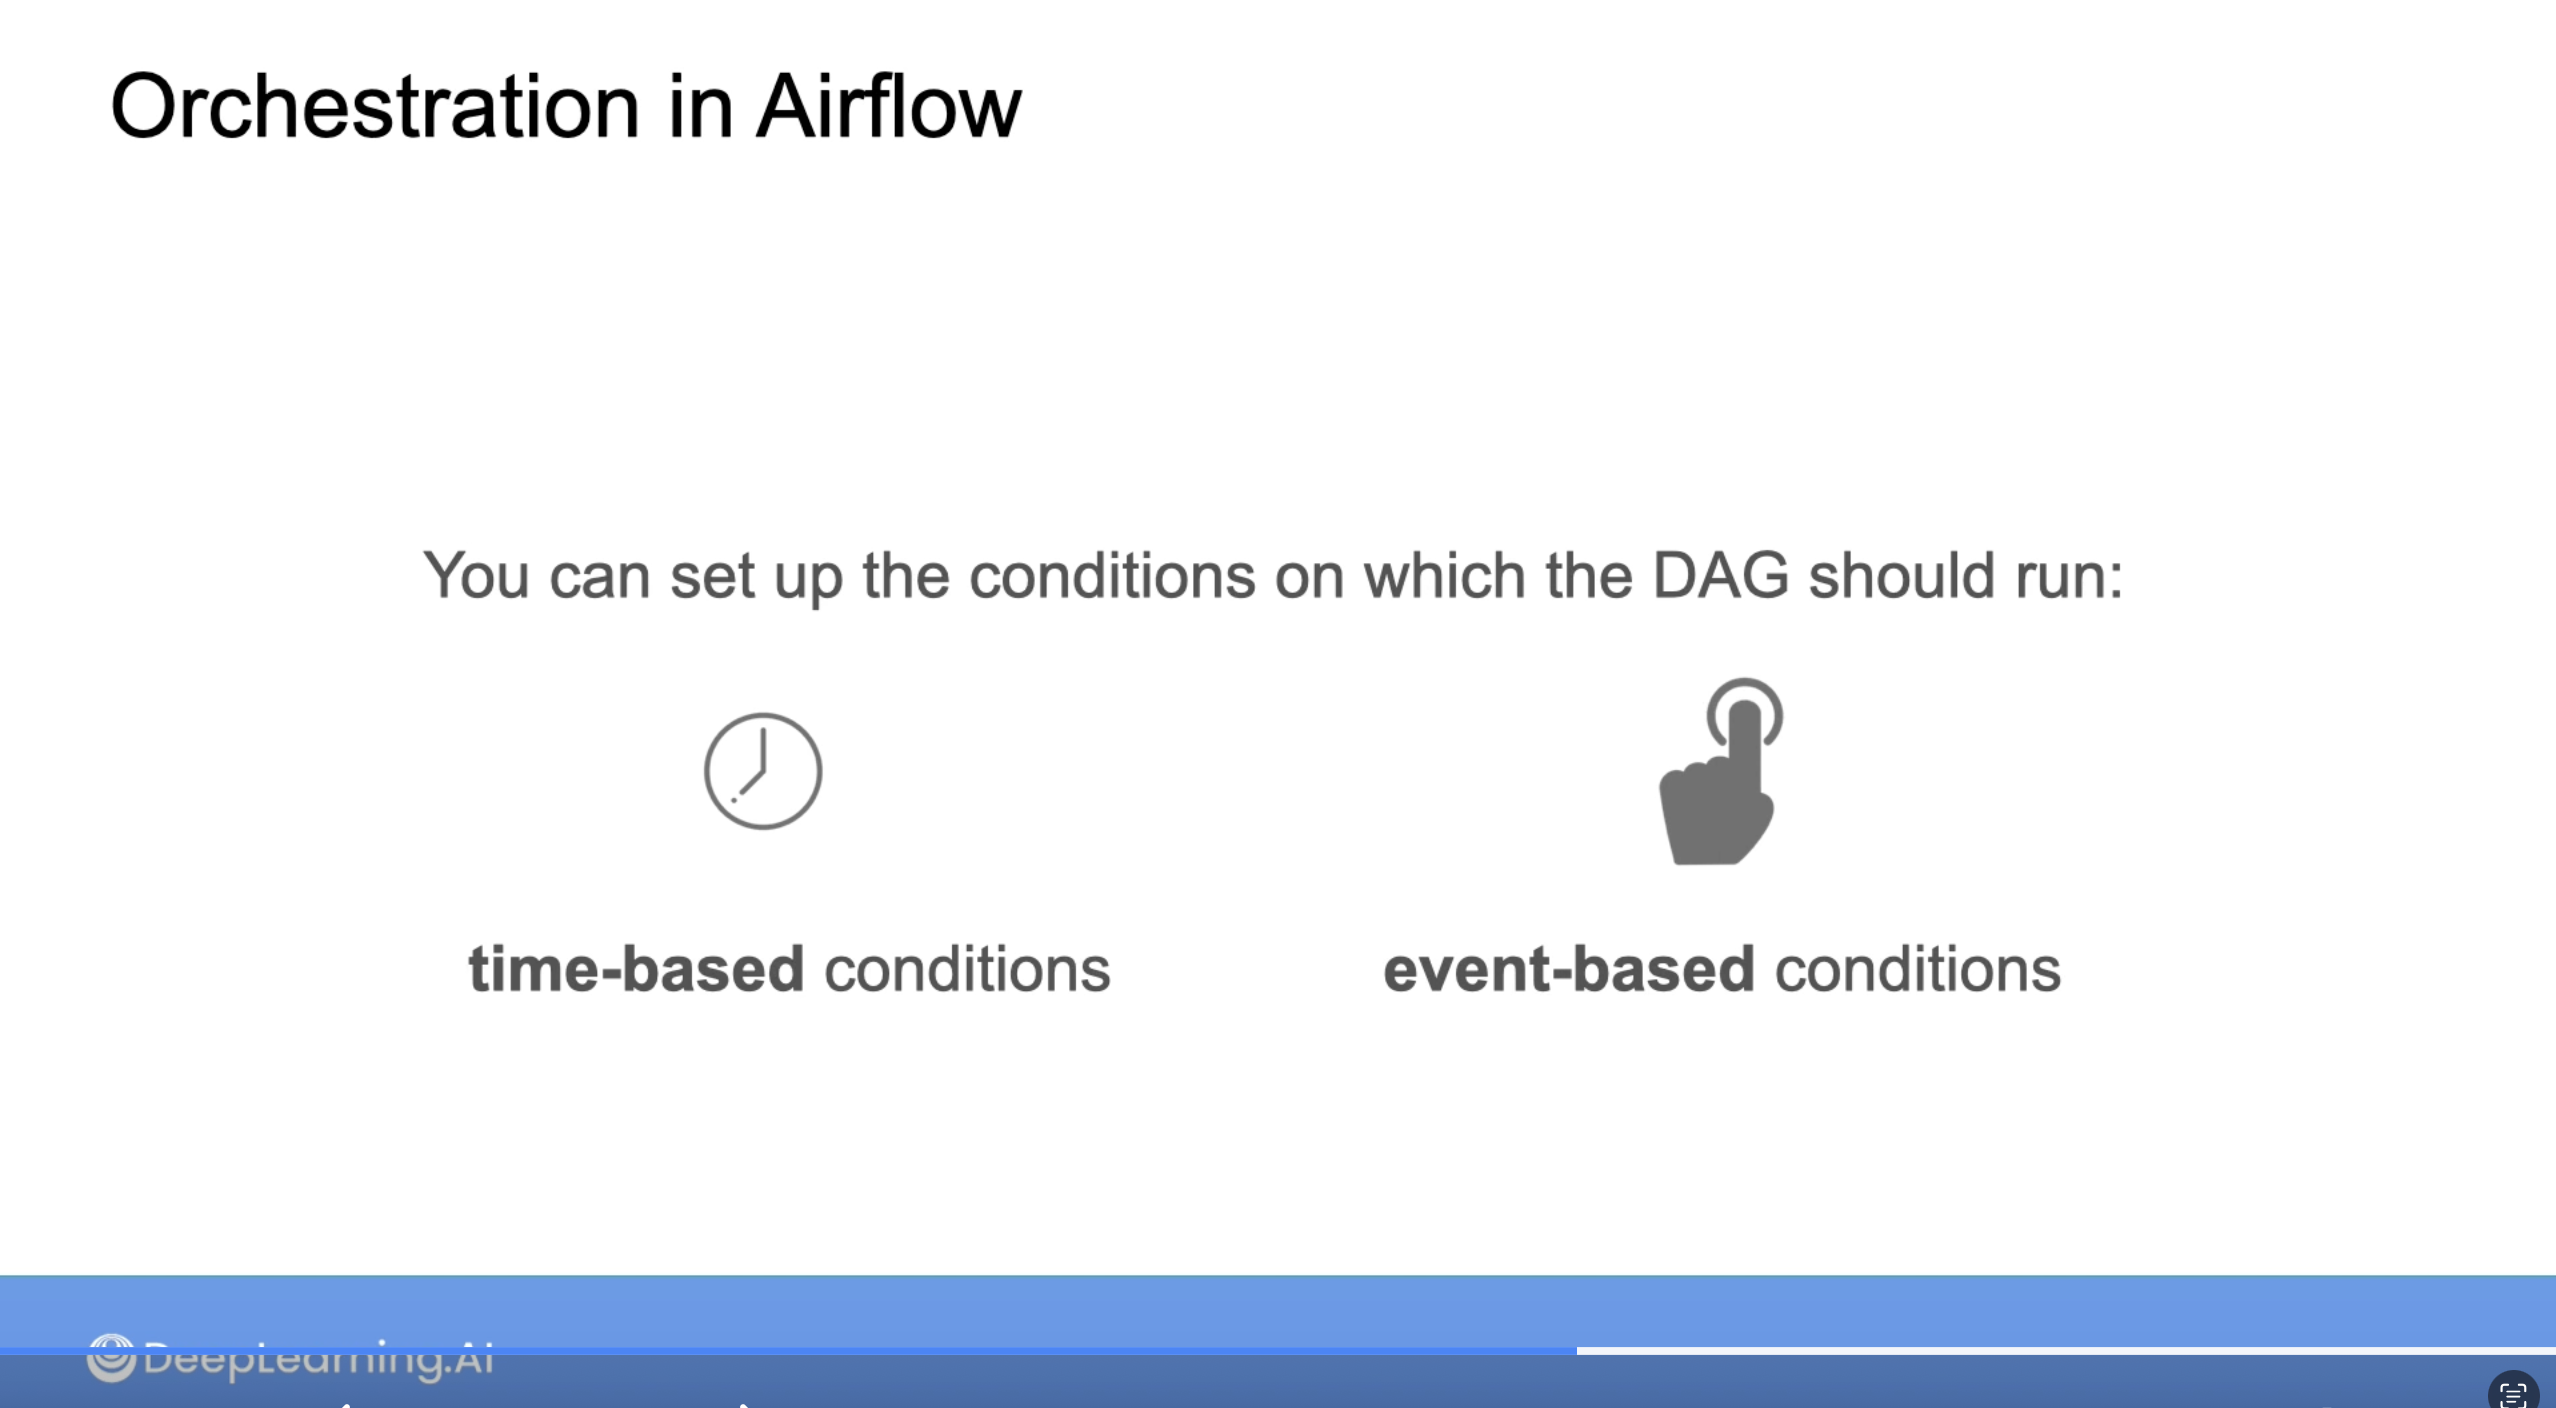 Orchestration in Airflow
You can set up the conditions on which the DAG should run:
time-based conditions
event-based conditions
DeepLearning.AI